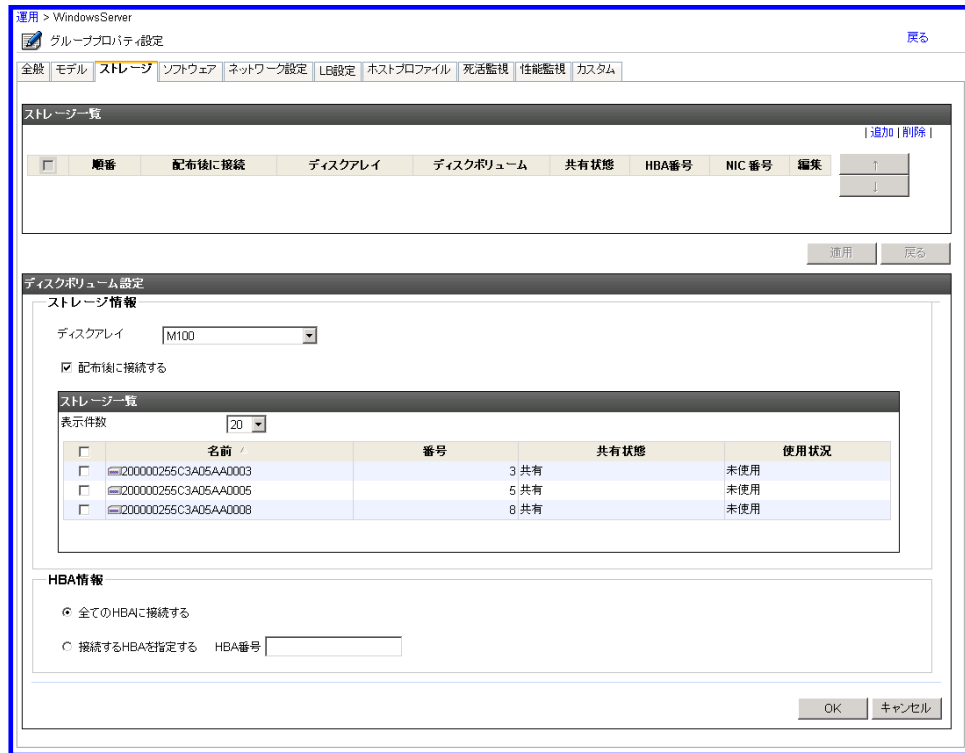 運用 > WindowsServer
グループプロパティ設定
戻る
全般 モデル ストレージ ソフトウェア ネットワーク設定 LB設定 ホストプロファイル 死活監視 性能監視 カスタム
ストレージ一覧
| 追加 | 削除 |
順番 配布後に接続 ディスクアレイ ディスクボリューム 共有状態 HBA番号 NIC 番号 編集 ↑
↓
適用 戻る
ディスクボリューム設定
ストレージ情報
ディスクアレイ M100
配布後に接続する
ストレージ一覧
表示件数 20
名前 番号 共有状態 使用状況
200000255C3A05AA0003 3 共有 未使用
200000255C3A05AA0005 5 共有 未使用
200000255C3A05AA0008 8 共有 未使用
HBA情報
全てのHBAに接続する
接続するHBAを指定する HBA番号
OK キャンセル